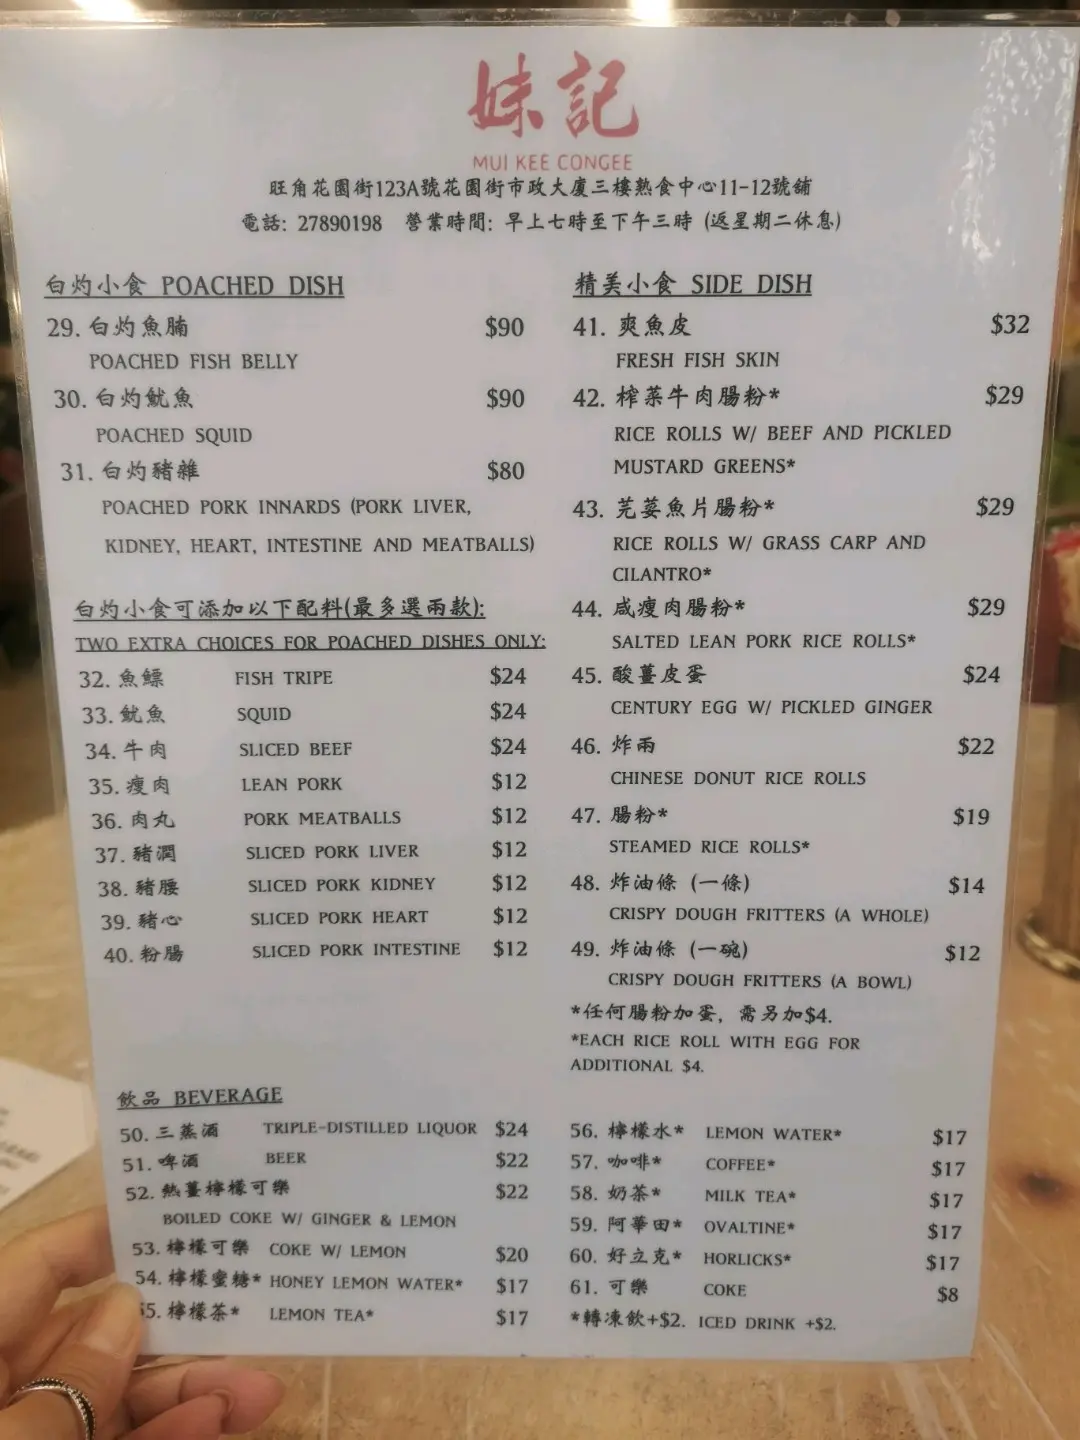 妹記
MUI KEE CONGEE
旺角花園街123A號花園街市政大廈三樓熟食中心11-12號舖
電話: 27890198 營業時間: 早上七時至下午三時 (逢星期二休息)
白灼小食 POACHED DISH
29. 白灼魚腩 $90
POACHED FISH BELLY
30. 白灼魷魚 $90
POACHED SQUID
31. 白灼豬雜 $80
POACHED PORK INNARDS (PORK LIVER,
KIDNEY, HEART, INTESTINE AND MEATBALLS)
白灼小食可添加以下配料(最多選兩款):
TWO EXTRA CHOICES FOR POACHED DISHES ONLY:
32. 魚鰾 FISH TRIPE $24
33. 魷魚 SQUID $24
34. 牛肉 SLICED BEEF $24
35. 瘦肉 LEAN PORK $12
36. 肉丸 PORK MEATBALLS $12
37. 豬潤 SLICED PORK LIVER $12
38. 豬腰 SLICED PORK KIDNEY $12
39. 豬心 SLICED PORK HEART $12
40. 粉腸 SLICED PORK INTESTINE $12
精美小食 SIDE DISH
41. 爽魚皮 $32
FRESH FISH SKIN
42. 榨菜牛肉腸粉* $29
RICE ROLLS W/ BEEF AND PICKLED
MUSTARD GREENS*
43. 芫荽魚片腸粉* $29
RICE ROLLS W/ GRASS CARP AND
CILANTRO*
44. 咸瘦肉腸粉* $29
SALTED LEAN PORK RICE ROLLS*
45. 酸薑皮蛋 $24
CENTURY EGG W/ PICKLED GINGER
46. 炸兩 $22
CHINESE DONUT RICE ROLLS
47. 腸粉* $19
STEAMED RICE ROLLS*
48. 炸油條 (一條) $14
CRISPY DOUGH FRITTERS (A WHOLE)
49. 炸油條 (一碗) $12
CRISPY DOUGH FRITTERS (A BOWL)
*任何腸粉加蛋, 需另加$4.
*EACH RICE ROLL WITH EGG FOR
ADDITIONAL $4.
飲品 BEVERAGE
50. 三蒸酒 TRIPLE-DISTILLED LIQUOR $24
51. 啤酒 BEER $22
52. 熱薑檸檬可樂 $22
BOILED COKE W/ GINGER & LEMON
53. 檸檬可樂 COKE W/ LEMON $20
54. 檸檬蜜糖* HONEY LEMON WATER* $17
55. 檸檬茶* LEMON TEA* $17
56. 檸檬水* LEMON WATER* $17
57. 咖啡* COFFEE* $17
58. 奶茶* MILK TEA* $17
59. 阿華田* OVALTINE* $17
60. 好立克* HORLICKS* $17
61. 可樂 COKE $8
*轉凍飲+$2. ICED DRINK +$2.